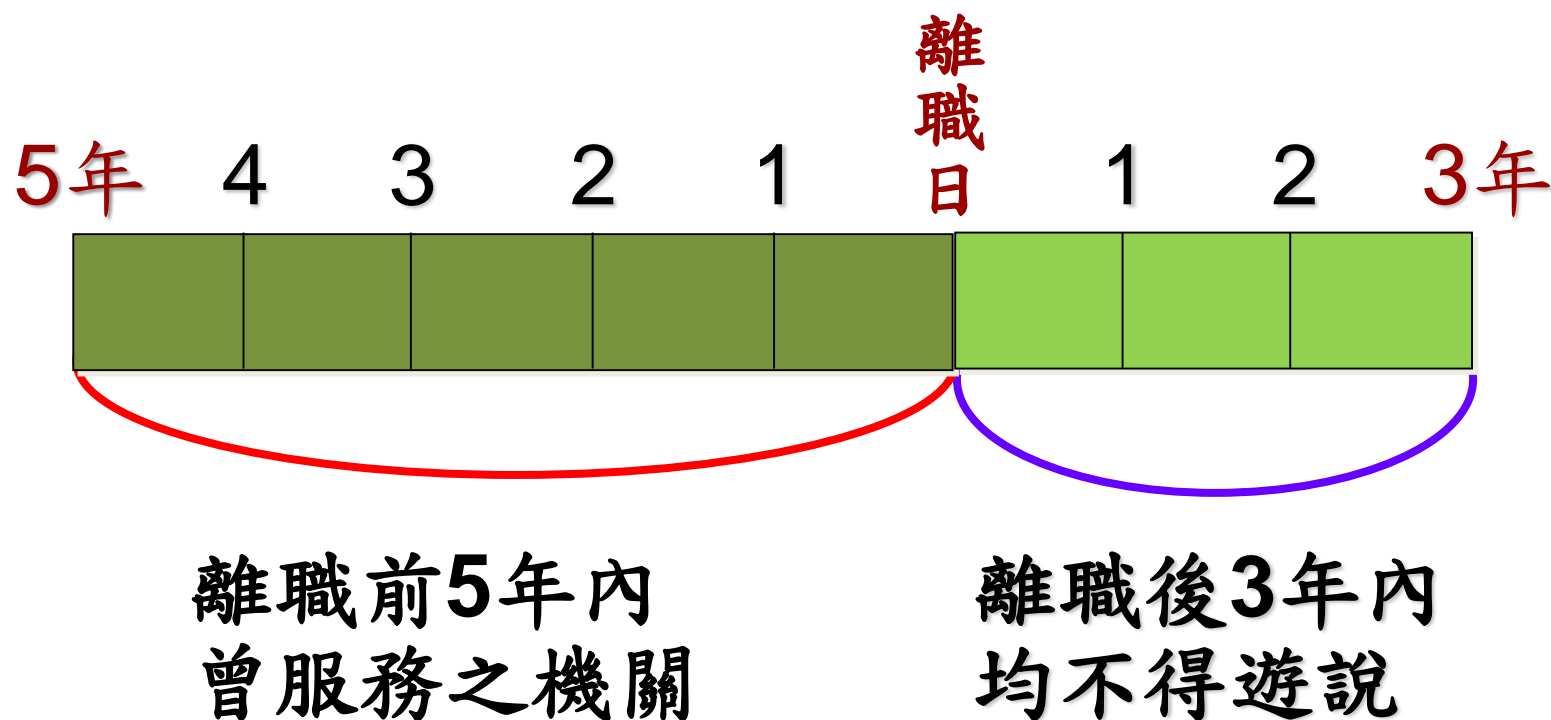 離職日
5年 4 3 2 1 1 2 3年
離職前5年內
曾服務之機關
離職後3年內
均不得遊說